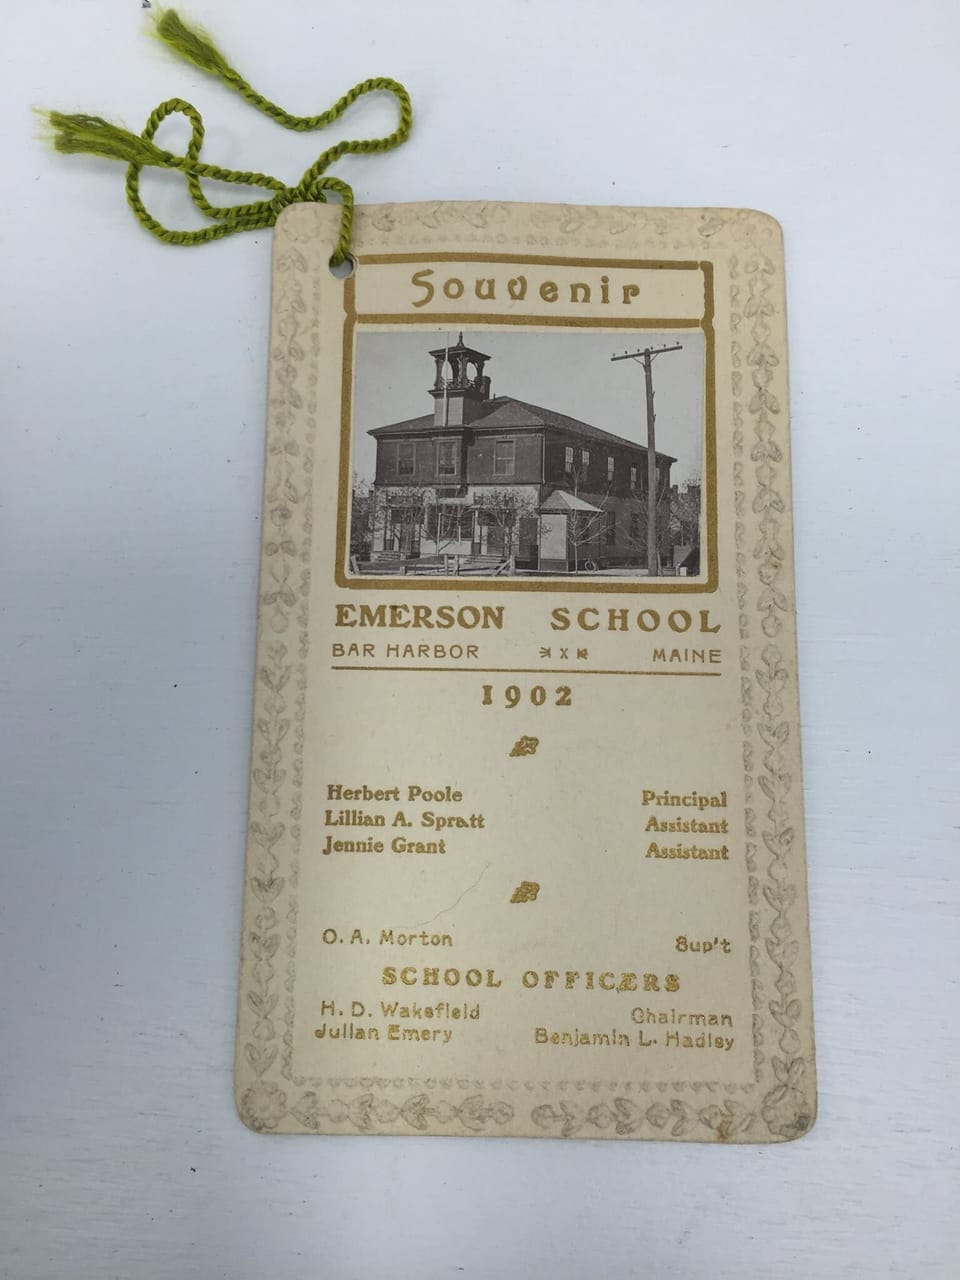 Souvenir
EMERSON SCHOOL
BAR HARBOR MAINE
1902
Herbert Poole Principal
Lillian A. Spratt Assistant
Jennie Grant Assistant
O. A. Morton Sup't
SCHOOL OFFICERS
H. D. Wakefield Chairman
Julian Emery Benjamin L. Hadley